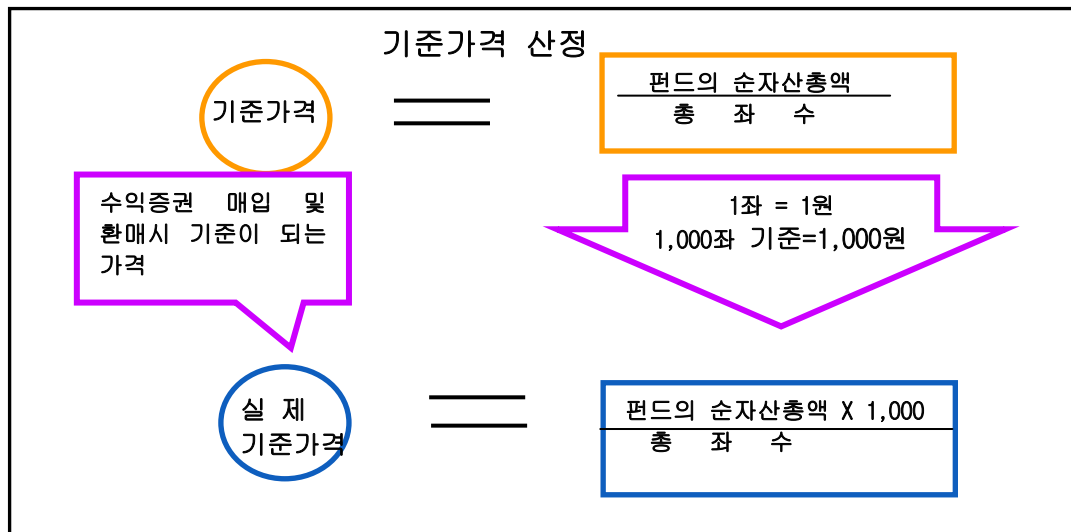 기준가격 산정
기준가격
펀드의 순자산총액
총 좌 수
수익증권 매입 및
환매시 기준이 되는
가격
1좌 = 1원
1,000좌 기준=1,000원
실 제
기준가격
펀드의 순자산총액 X 1,000
총 좌 수